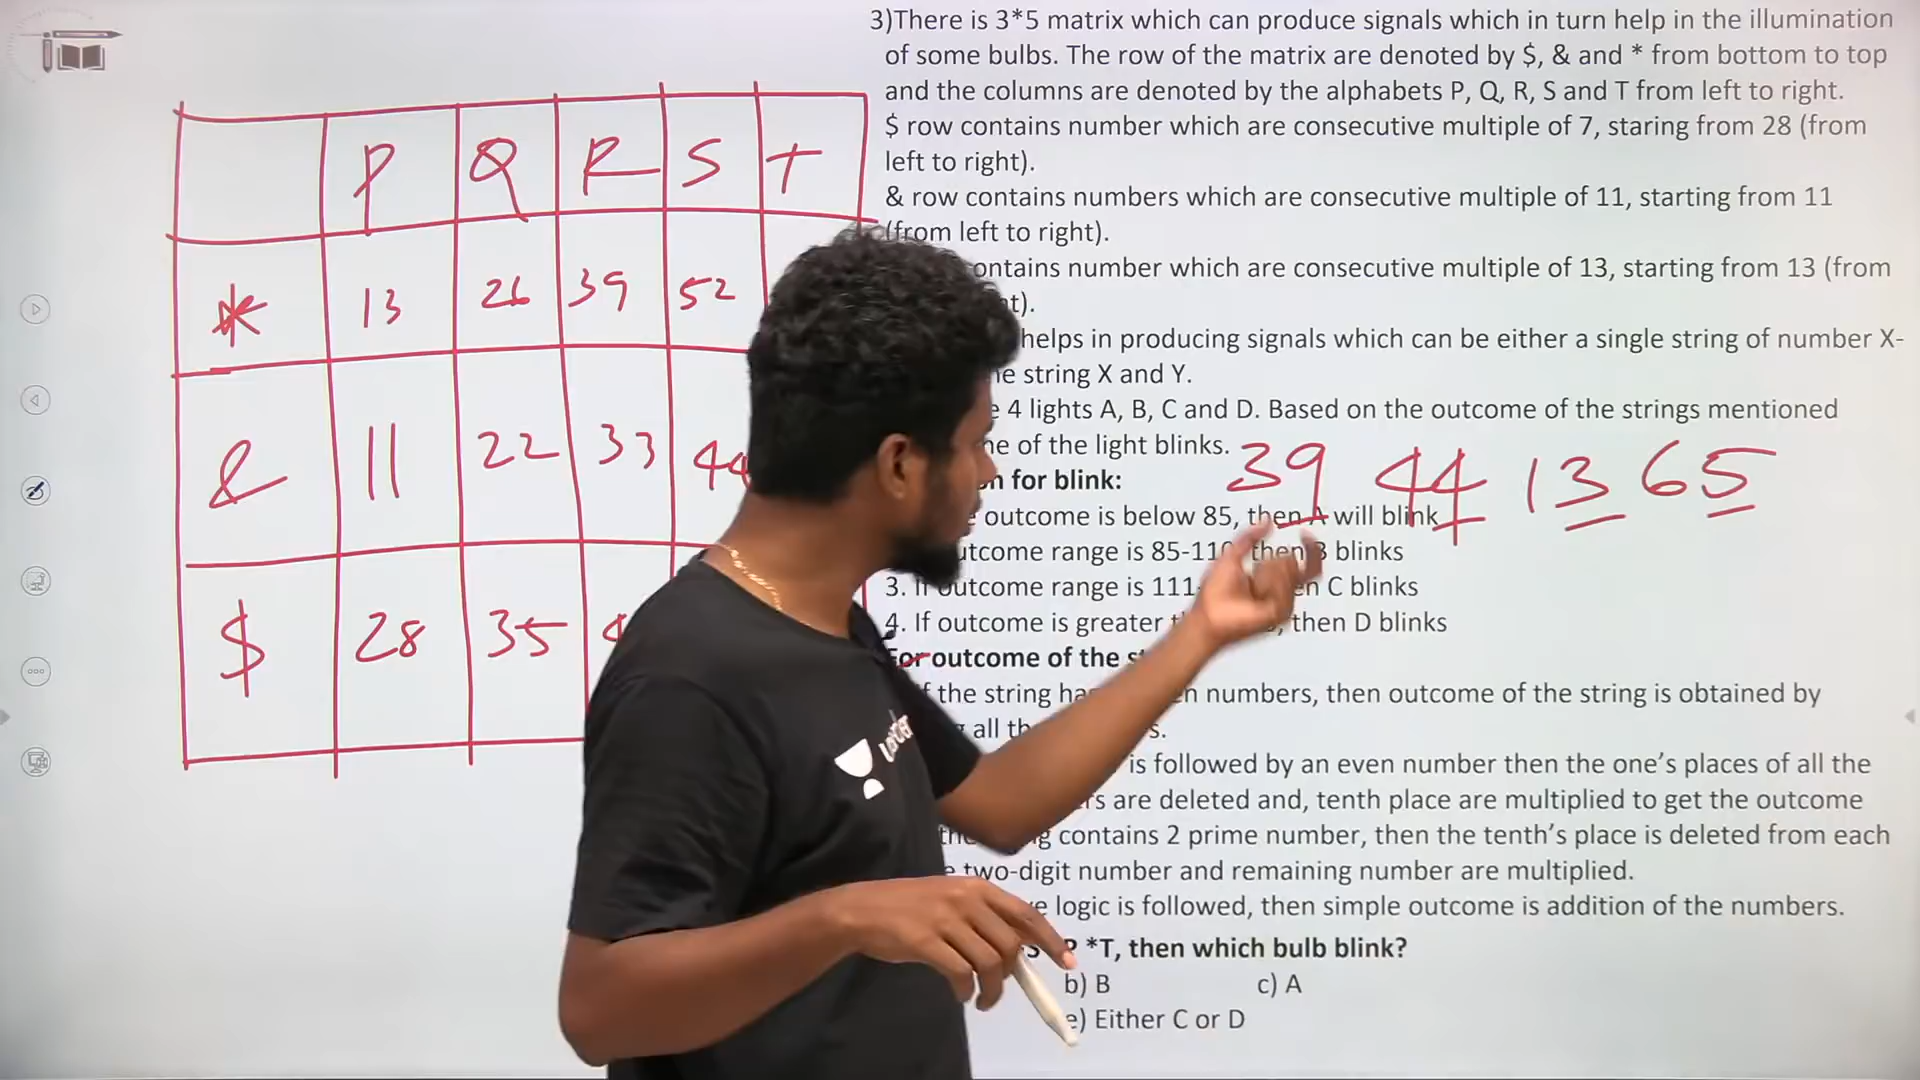 3)There is 3*5 matrix which can produce signals which in turn help in the illumination
of some bulbs. The row of the matrix are denoted by $, & and * from bottom to top
and the columns are denoted by the alphabets P, Q, R, S and T from left to right.
$ row contains number which are consecutive multiple of 7, staring from 28 (from
left to right).
& row contains numbers which are consecutive multiple of 11, starting from 11
(from left to right).
ontains number which are consecutive multiple of 13, starting from 13 (from
helps in producing signals which can be either a single string of number X-
string X and Y.
4 lights A, B, C and D. Based on the outcome of the strings mentioned
of the light blinks.
for blink:
outcome is below 85, then A will blink
utcome range is 85-110, then B blinks
3. If outcome range is 111- C blinks
4. If outcome is greater then D blinks
For outcome of the
the string numbers, then outcome of the string is obtained by
all
is followed by an even number then the one's places of all the
are deleted and, tenth place are multiplied to get the outcome
contains 2 prime number, then the tenth's place is deleted from each
two-digit number and remaining number are multiplied.
logic is followed, then simple outcome is addition of the numbers.
*T, then which bulb blink?
b) B c) A
e) Either C or D
P Q R S T
* 13 26 39 52
& 11 22 33 44
$ 28 35
39 44 13 65